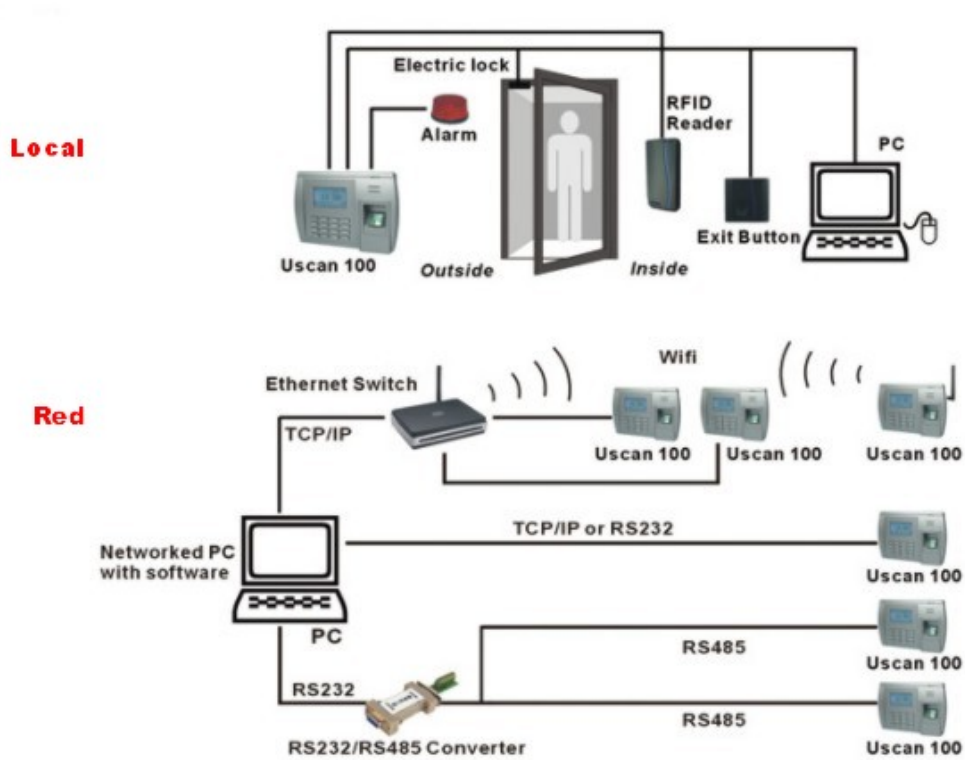 Local
Electric lock
Alarm
RFID
Reader
PC
Exit Button
Uscan 100
Outside
Inside
Red
Wifi
Ethernet Switch
TCP/IP
Uscan 100
Uscan 100
Uscan 100
TCP/IP or RS232
Networked PC
with software
Uscan 100
PC
RS485
Uscan 100
RS232
RS485
RS232/RS485 Converter
Uscan 100